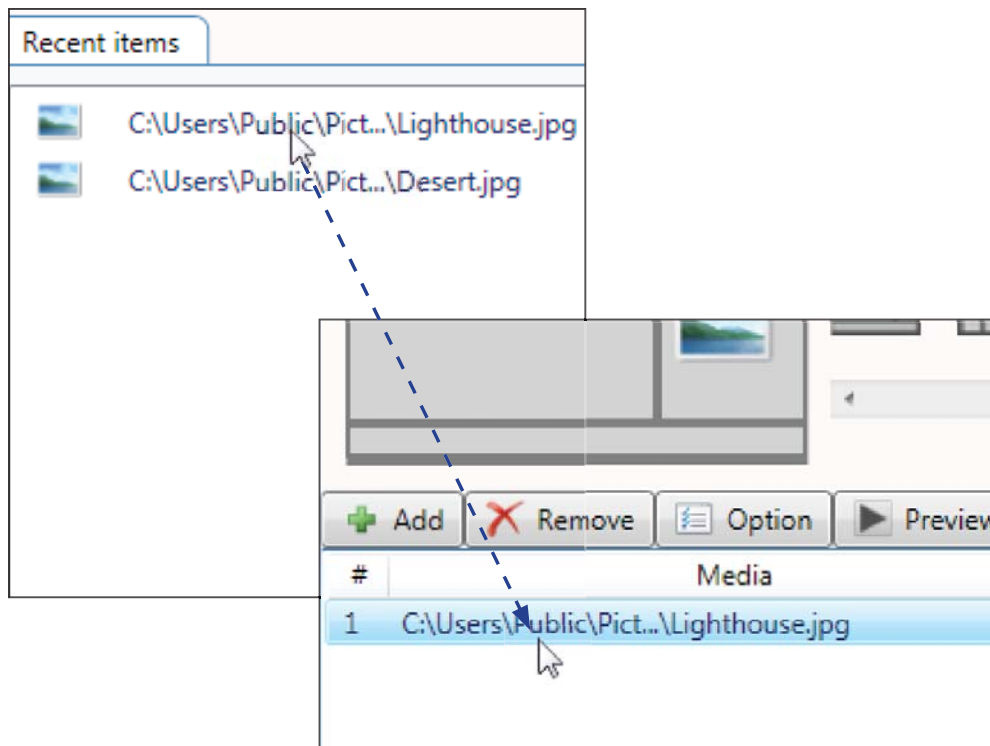 Recent items
C:\Users\Public\Pict...\Lighthouse.jpg
C:\Users\Public\Pict...\Desert.jpg
Add Remove Option Preview
# Media
1 C:\Users\Public\Pict...\Lighthouse.jpg